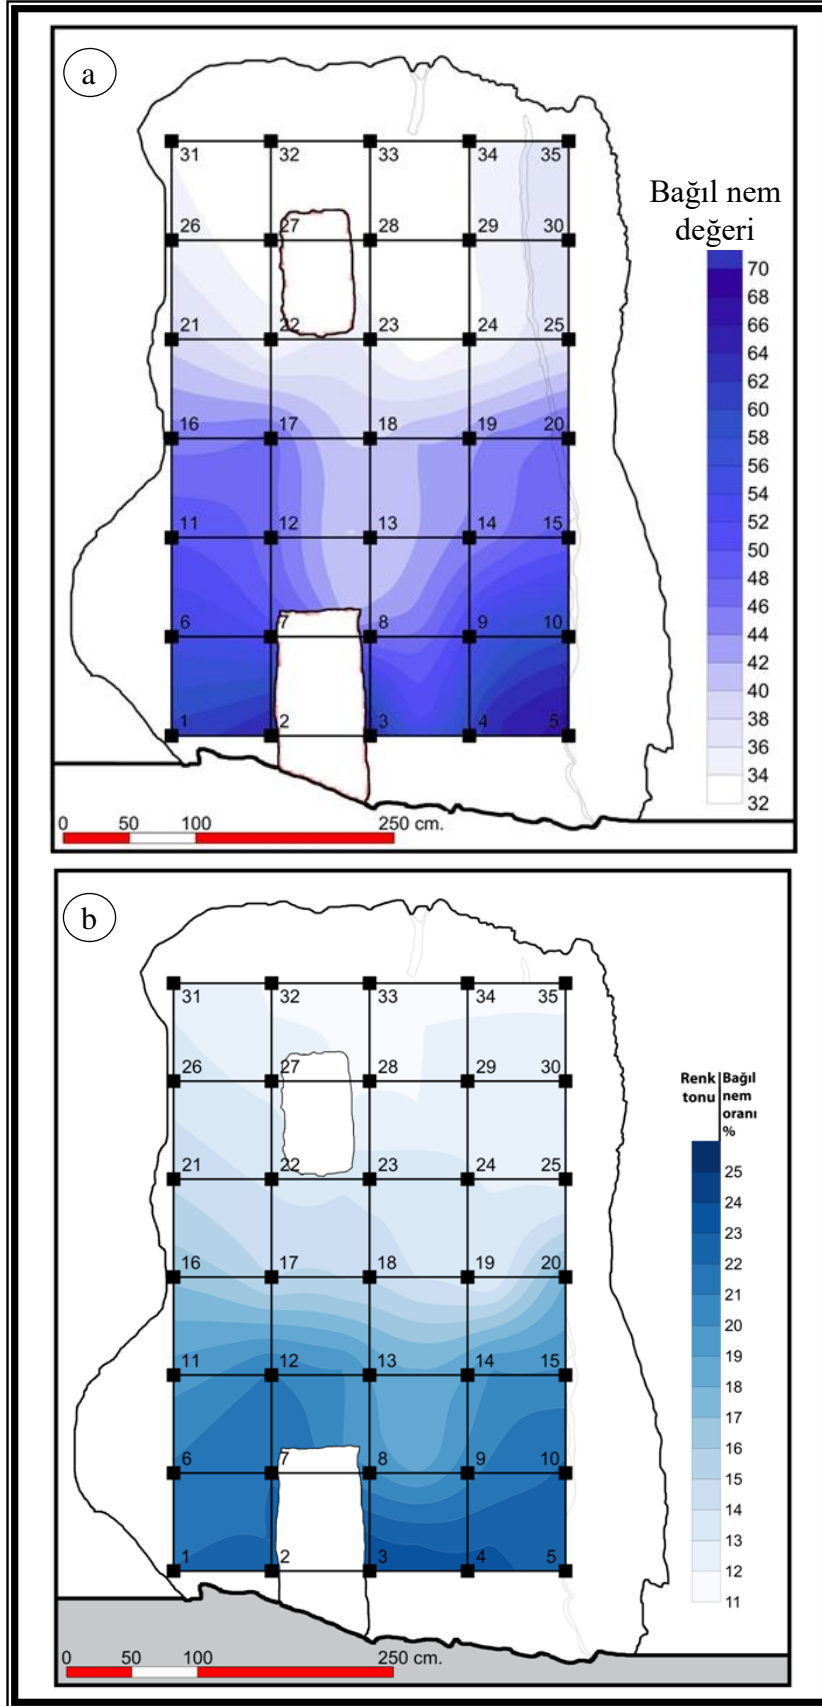 a
31 32 33 34 35
Bağıl nem
değeri
26 27 28 29 30
21 22 23 24 25
16 17 18 19 20
11 12 13 14 15
6 7 8 9 10
1 2 3 4 5
70
68
66
64
62
60
56
54
52
50
48
46
44
42
40
38
36
34
32
0 50 100 250 cm.
b
31 32 33 34 35
26 27 28 29 30
21 22 23 24 25
16 17 18 19 20
11 12 13 14 15
6 7 8 9 10
1 2 3 4 5
Renk Bağıl
tonu nem
oranı
%
25
24
23
22
21
20
19
18
17
16
15
14
13
12
11
0 50 100 250 cm.